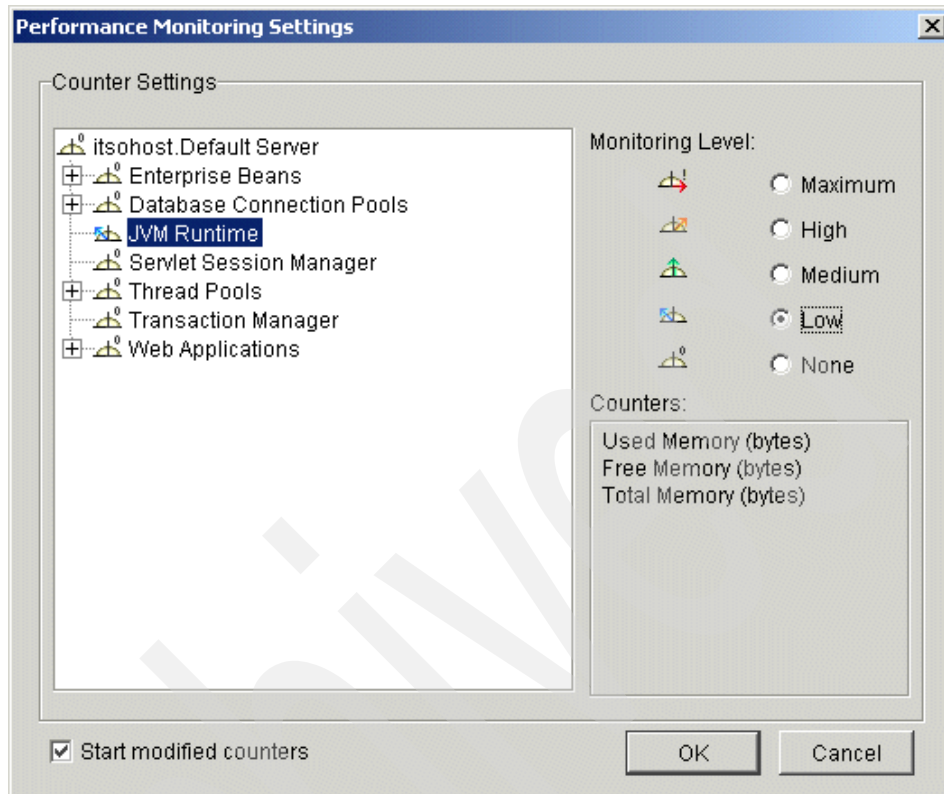 Performance Monitoring Settings
Counter Settings
itsohost.Default Server
Enterprise Beans
Database Connection Pools
JVM Runtime
Servlet Session Manager
Thread Pools
Transaction Manager
Web Applications
Monitoring Level:
Maximum
High
Medium
Low
None
Counters:
Used Memory (bytes)
Free Memory (bytes)
Total Memory (bytes)
Start modified counters
OK
Cancel